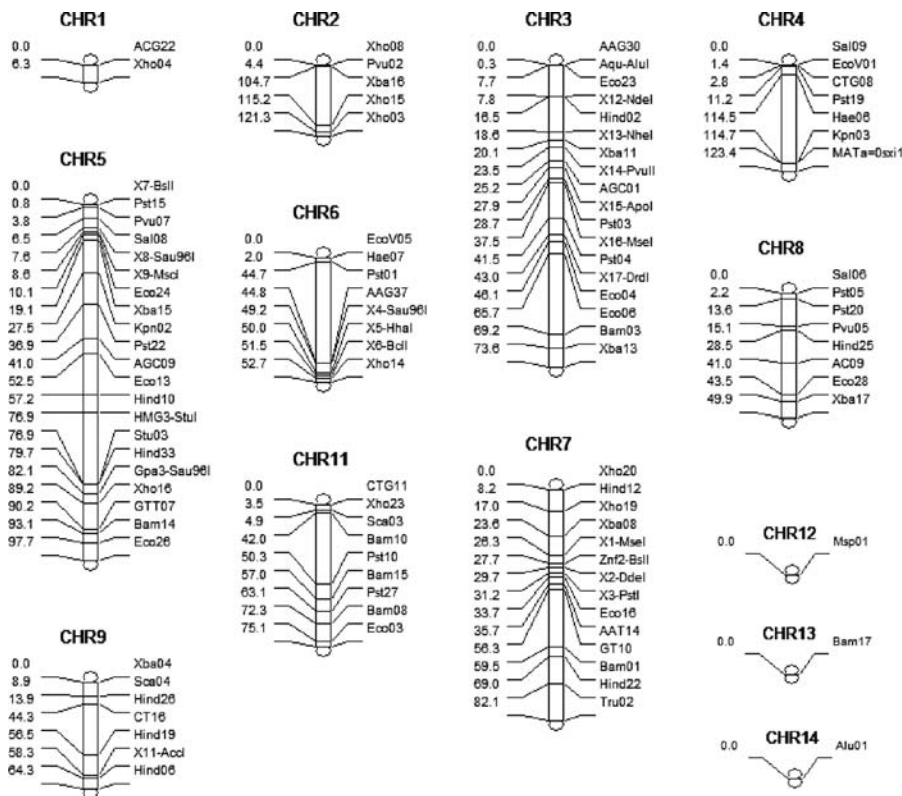 CHR1
0.0 ACG22
6.3 Xho04
CHR2
0.0 Xho08
4.4 Pvu02
104.7 Xba16
115.2 Xho15
121.3 Xho03
CHR3
0.0 AAG30
0.3 Aqu-AluI
7.7 Eco23
7.8 X12-NdeI
16.5 Hind02
18.6 X13-NheI
20.1 Xba11
23.5 X14-PvuII
25.2 AGC01
27.9 X15-ApoI
28.7 Pst03
37.5 X16-MseI
41.5 Pst04
43.0 X17-DrdI
46.1 Eco04
65.7 Eco06
69.2 Bam03
73.6 Xba13
CHR4
0.0 Sal09
1.4 EcoV01
2.8 CTG08
11.2 Pst19
114.5 Hae06
114.7 Kpn03
123.4 MATa=0sxi1
CHR5
0.0 X7-BslI
0.8 Pst15
3.8 Pvu07
6.5 Sal08
7.6 X8-Sau96I
8.6 X9-MscI
10.1 Eco24
19.1 Xba15
27.5 Kpn02
36.9 Pst22
41.0 AGC09
52.5 Eco13
57.2 Hind10
76.9 HMG3-StuI
76.9 Stu03
79.7 Hind33
82.1 Gpa3-Sau96I
89.2 Xho16
90.2 GTT07
93.1 Bam14
97.7 Eco26
CHR6
0.0 EcoV05
2.0 Hae07
44.7 Pst01
44.8 AAG37
49.2 X4-Sau96I
50.0 X5-HhaI
51.5 X6-BclI
52.7 Xho14
CHR8
0.0 Sal06
2.2 Pst05
13.6 Pst20
15.1 Pvu05
28.5 Hind25
41.0 AC09
43.5 Eco28
49.9 Xba17
CHR11
0.0 CTG11
3.5 Xho23
4.9 Sca03
42.0 Bam10
50.3 Pst10
57.0 Bam15
63.1 Pst27
72.3 Bam08
75.1 Eco03
CHR7
0.0 Xho20
8.2 Hind12
17.0 Xho19
23.6 Xba08
26.3 X1-MseI
27.7 Znf2-BslI
29.7 X2-DdeI
31.2 X3-PstI
33.7 Eco16
35.7 AAT14
56.3 GT10
59.5 Bam01
69.0 Hind22
82.1 Tru02
CHR12
0.0 Msp01
CHR13
0.0 Bam17
CHR14
0.0 Alu01
CHR9
0.0 Xba04
8.9 Sca04
13.9 Hind26
44.3 CT16
56.5 Hind19
58.3 X11-AccI
64.3 Hind06